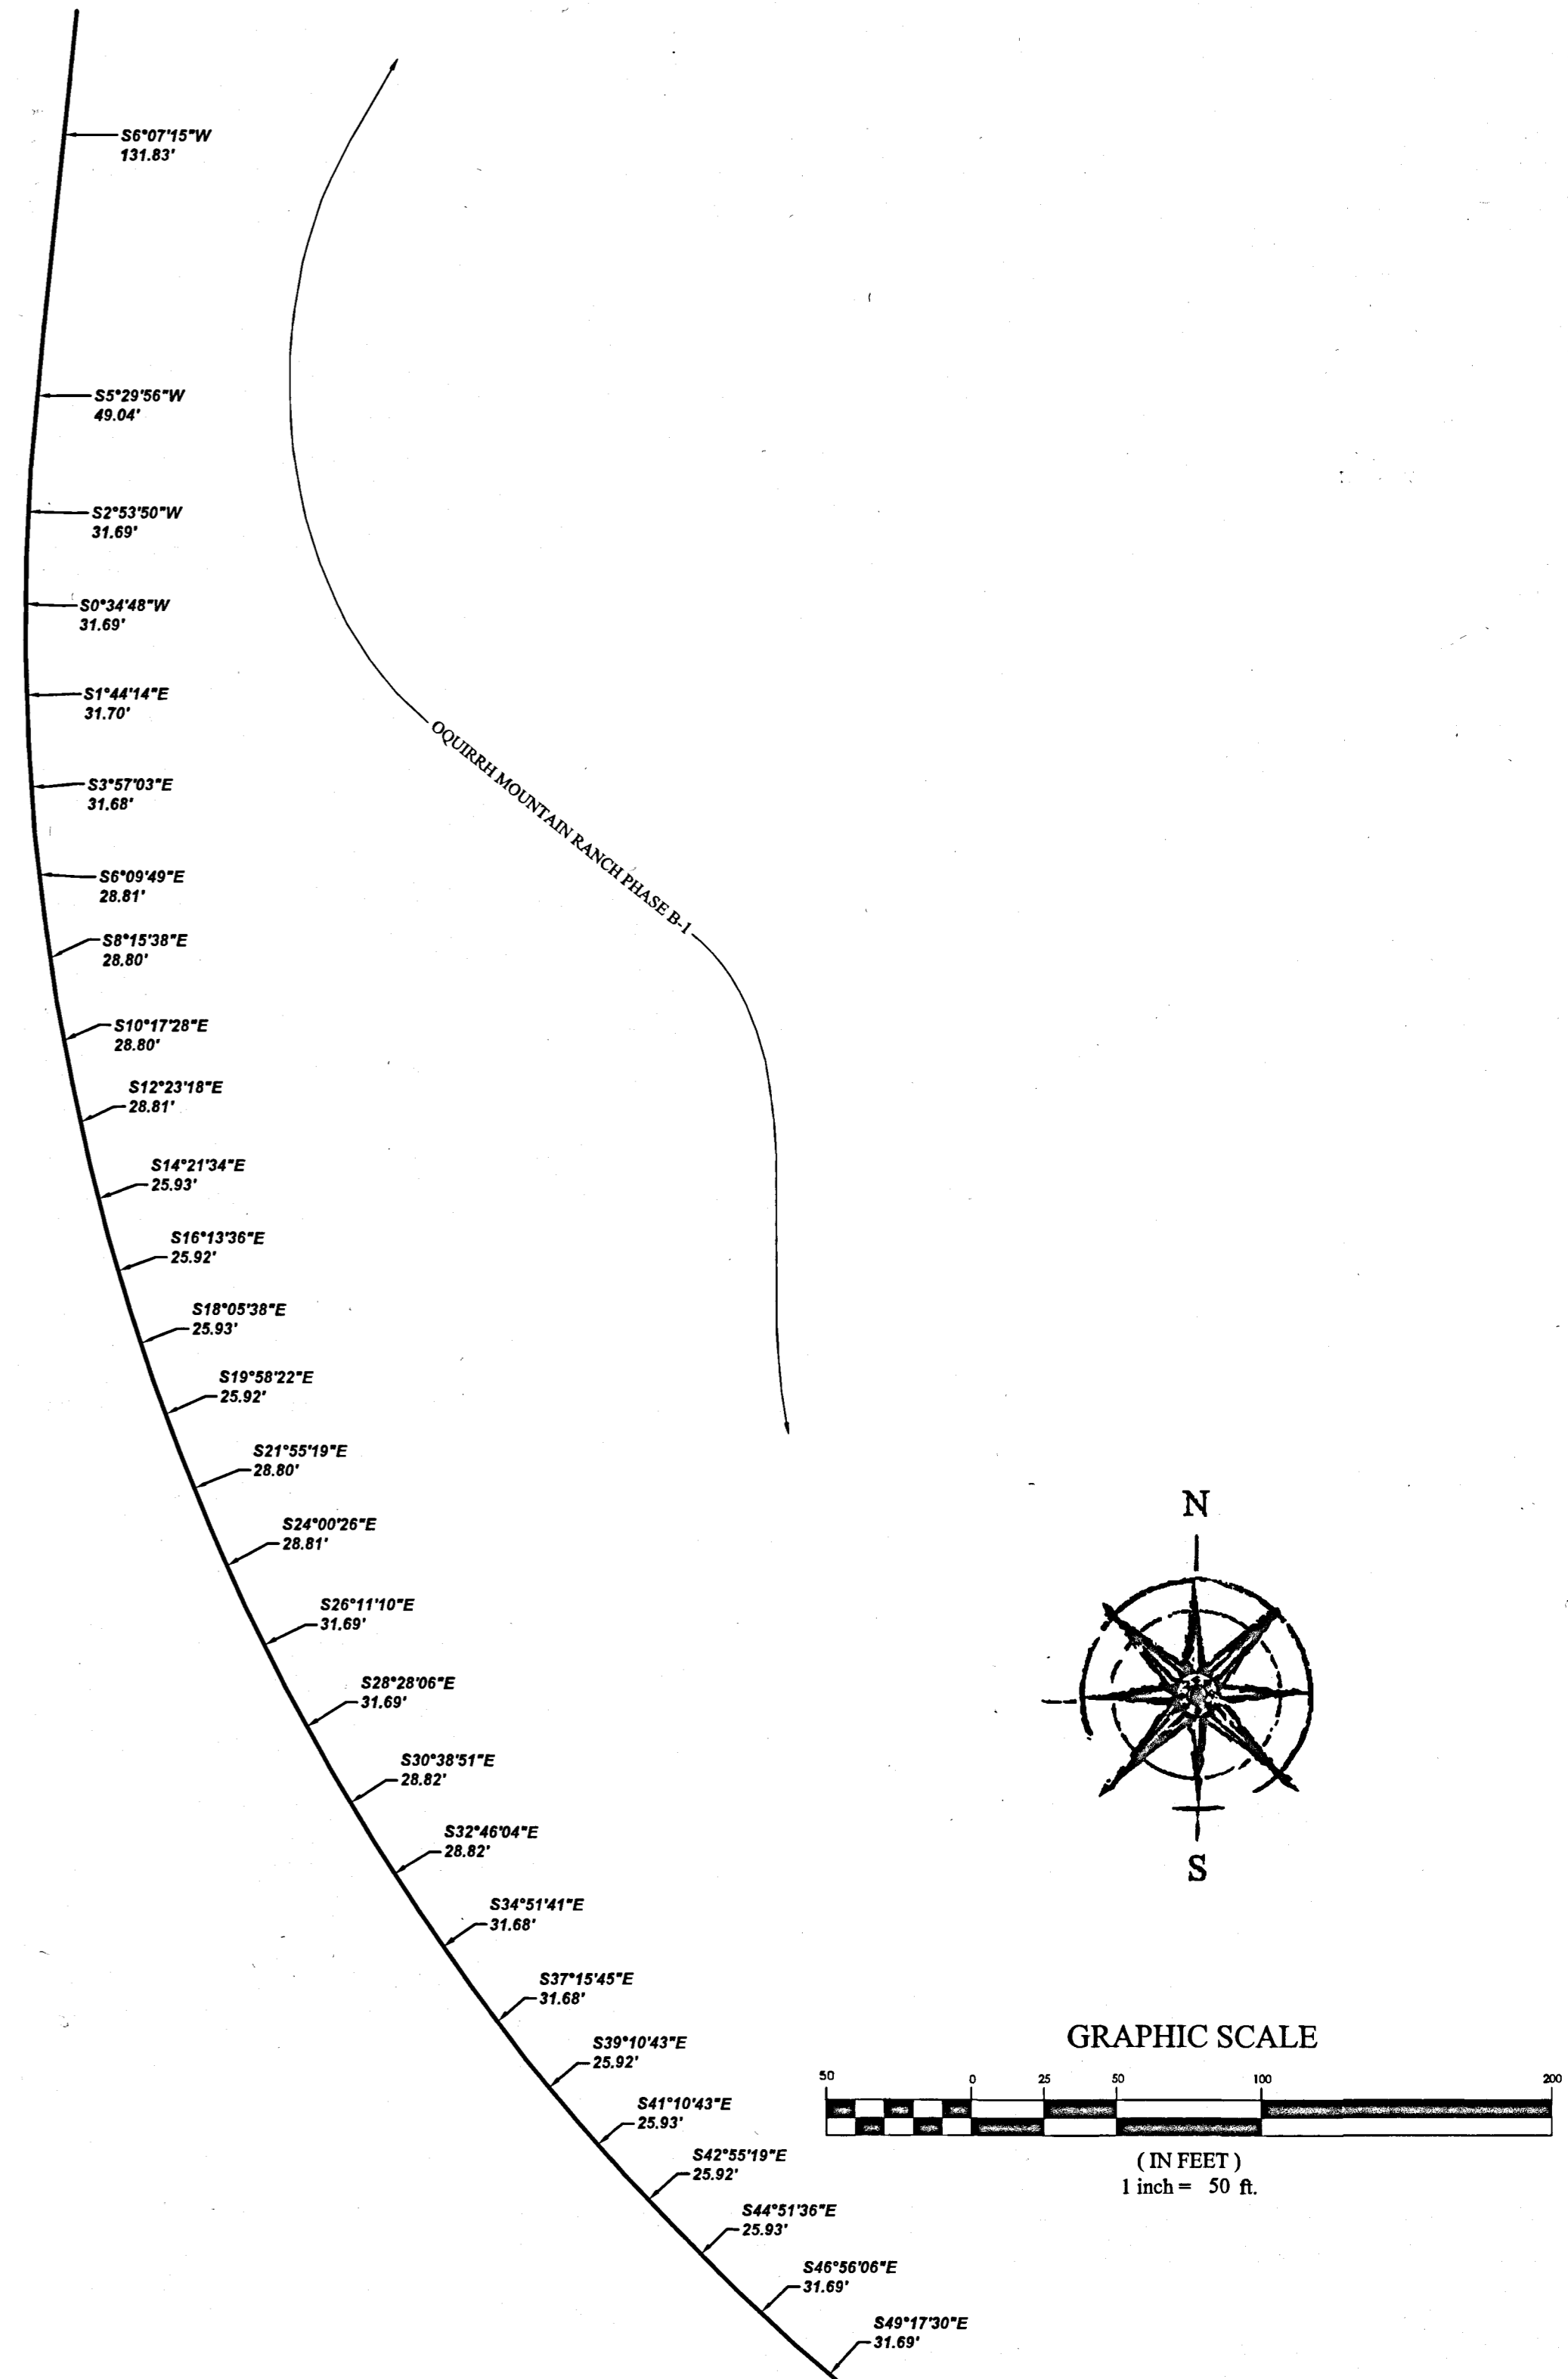 S6°07'15"W
131.83'
S5°29'56"W
49.04'
S2°53'50"W
31.69'
S0°34'48"W
31.69'
S1°44'14"E
31.70'
OQUIRRH MOUNTAIN RANCH PHASE B-1
S3°57'03"E
31.68'
S6°09'49"E
28.81'
S8°15'38"E
28.80'
S10°17'28"E
28.80'
S12°23'18"E
28.81'
S14°21'34"E
25.93'
S16°13'36"E
25.92'
S18°05'38"E
25.93'
S19°58'22"E
25.92'
S21°55'19"E
28.80'
S24°00'26"E
28.81'
S26°11'10"E
31.69'
S28°28'06"E
31.69'
S30°38'51"E
28.82'
S32°46'04"E
28.82'
S34°51'41"E
31.68'
S37°15'45"E
31.68'
S39°10'43"E
25.92'
S41°10'43"E
25.93'
S42°55'19"E
25.92'
S44°51'36"E
25.93'
S46°56'06"E
31.69'
S49°17'30"E
31.69'
N
S
GRAPHIC SCALE
50 0 25 50 100 200
( IN FEET )
1 inch = 50 ft.